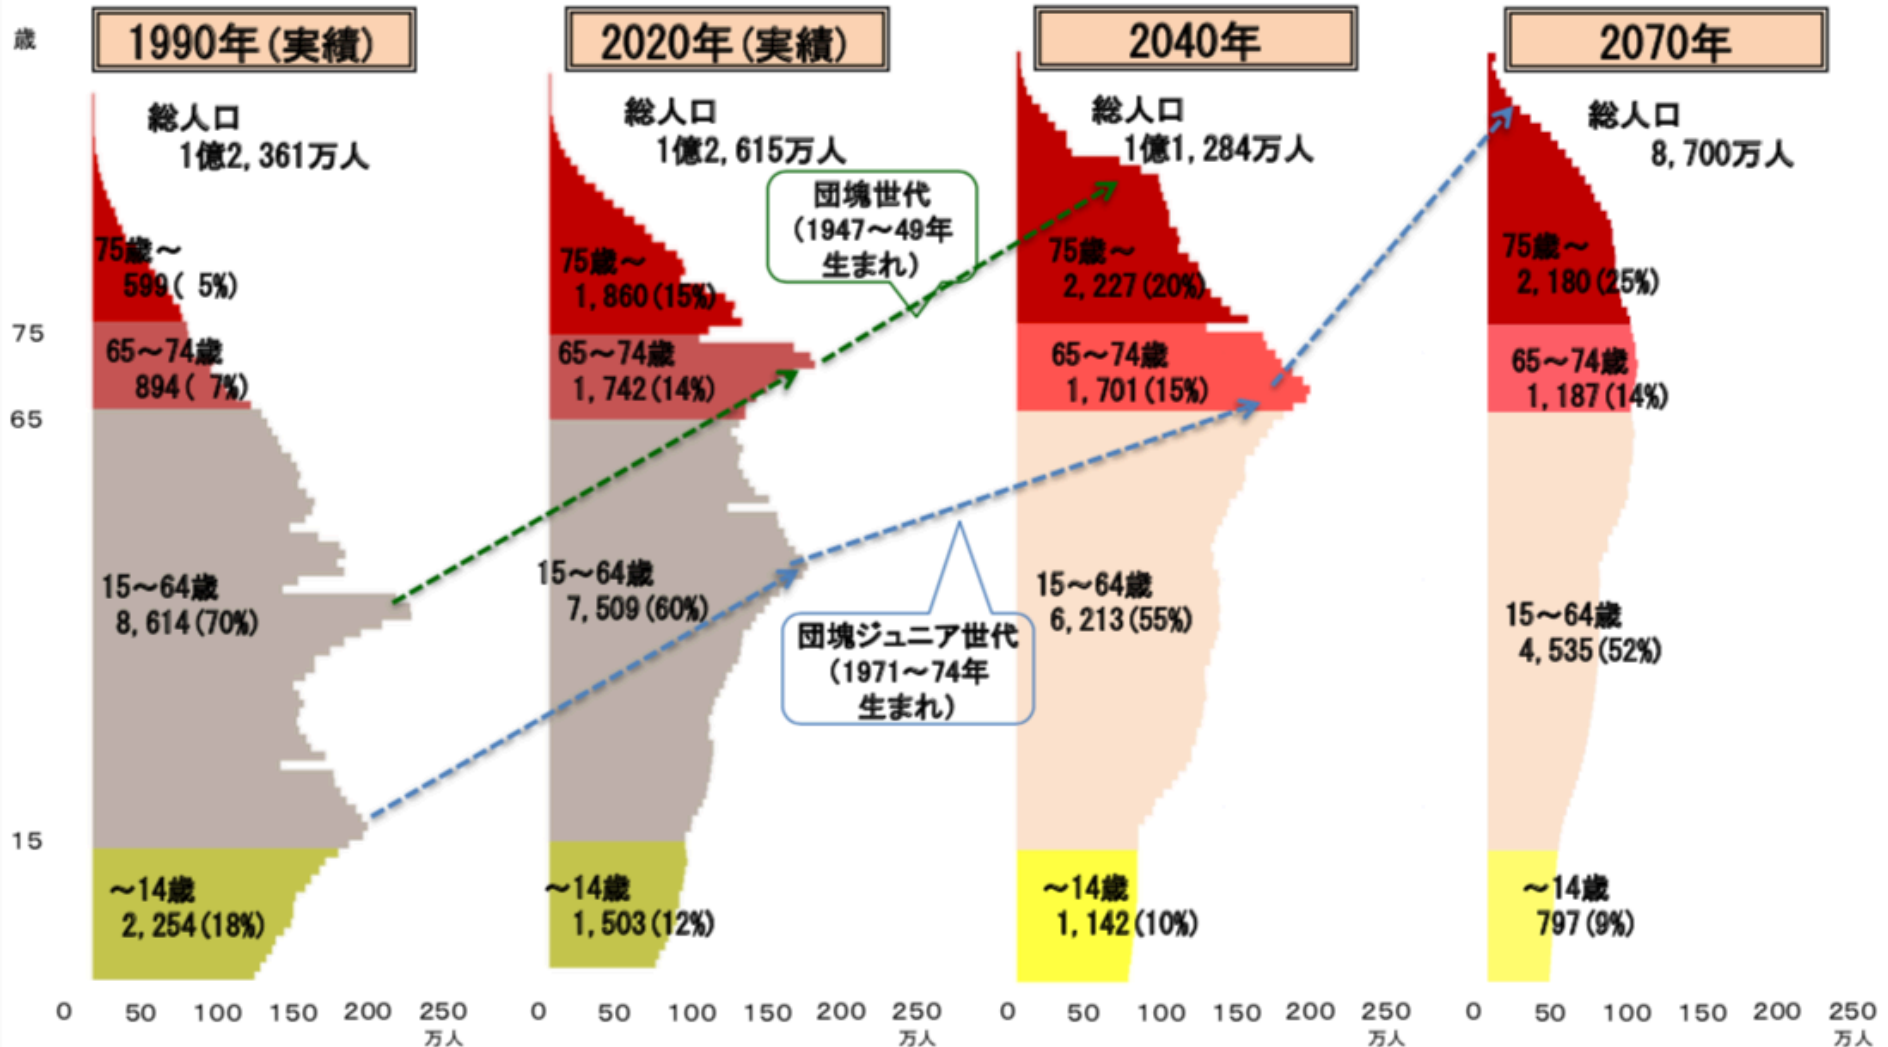 歳
1990年(実績)
総人口
1億2,361万人
75歳～
599( 5%)
65～74歳
894( 7%)
15～64歳
8,614(70%)
～14歳
2,254(18%)
75
65
15
0 50 100 150 200 250
万人
2020年(実績)
総人口
1億2,615万人
75歳～
1,860(15%)
65～74歳
1,742(14%)
15～64歳
7,509(60%)
～14歳
1,503(12%)
0 50 100 150 200 250
万人
団塊世代
(1947～49年
生まれ)
団塊ジュニア世代
(1971～74年
生まれ)
2040年
総人口
1億1,284万人
75歳～
2,227(20%)
65～74歳
1,701(15%)
15～64歳
6,213(55%)
～14歳
1,142(10%)
0 50 100 150 200 250
万人
2070年
総人口
8,700万人
75歳～
2,180(25%)
65～74歳
1,187(14%)
15～64歳
4,535(52%)
～14歳
797(9%)
0 50 100 150 200 250
万人